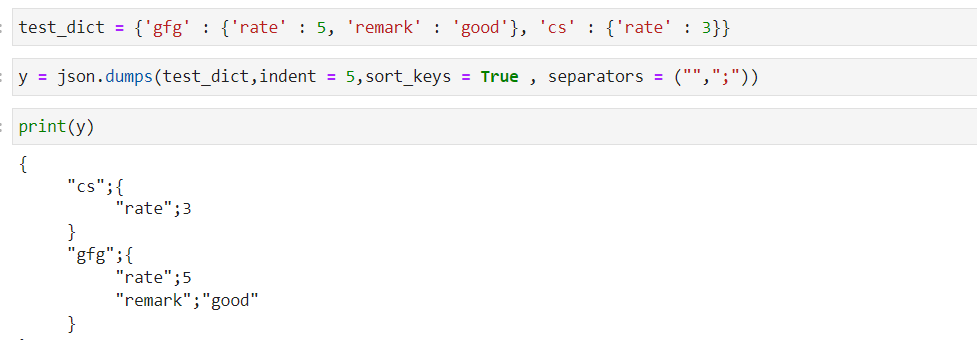 test_dict = {'gfg' : {'rate' : 5, 'remark' : 'good'}, 'cs' : {'rate' : 3}}
y = json.dumps(test_dict,indent = 5,sort_keys = True , separators = ("",";"))
print(y)
{
     "cs";{
          "rate";3
     }
     "gfg";{
          "rate";5
          "remark";"good"
     }